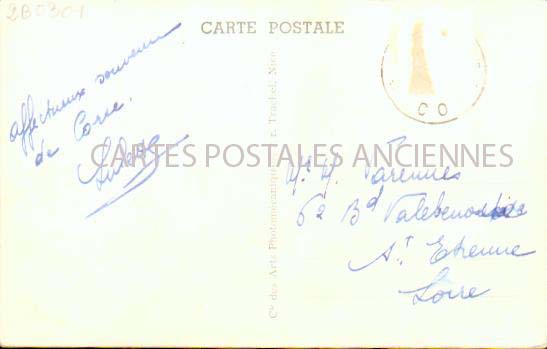 2B0301
CARTE POSTALE
affectueux souvenir
de Corse.
CARTES POSTALES ANCIENNES
Cie des Arts Photomécaniques
r. Trachel, Nice
CO
Varennes
62 Bd
St Etienne
Loire